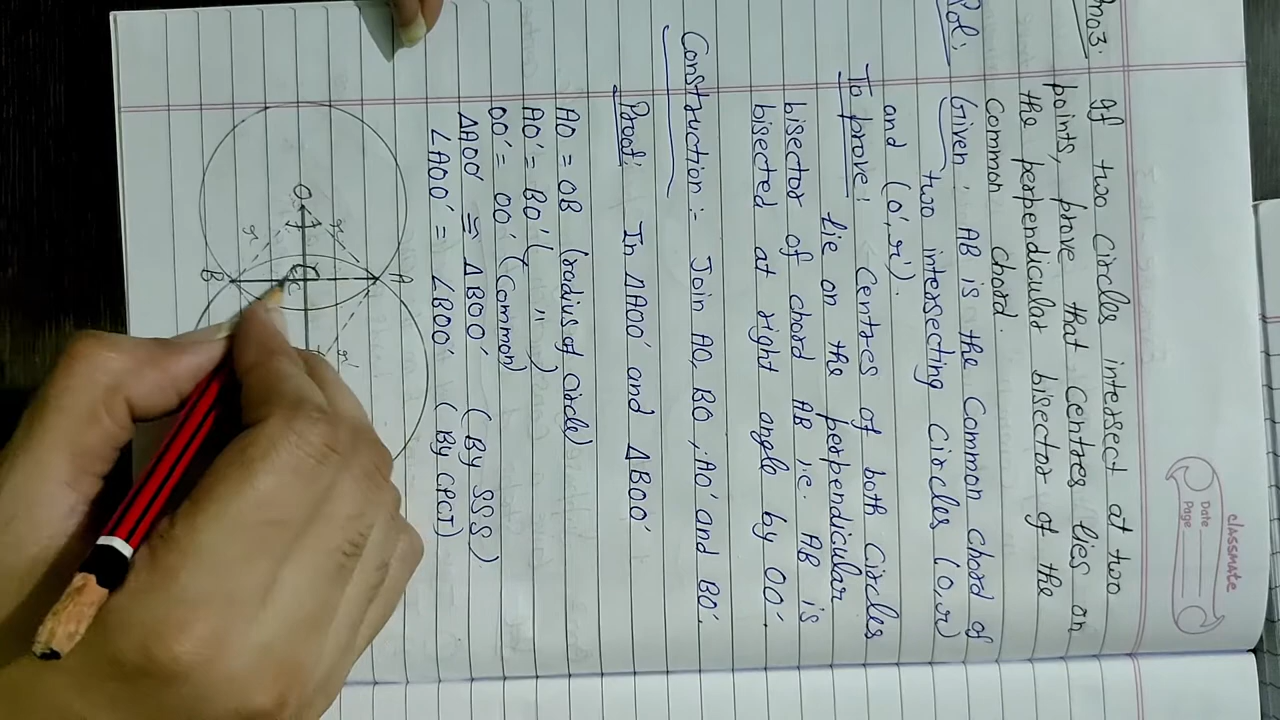 classmate
Date
Page
no3. If two circles intersect at two
points, prove that centres lies on
the perpendicular bisector of the
common chord.
Sol: Given: AB is the common chord of
two intersecting circles (O, r)
and (O', r').
To prove: Centres of both circles
lie on the perpendicular
bisector of chord AB i.e. AB is
bisected at right angle by OO'.
Construction:- Join AO, BO, AO' and BO'.
Proof: In ΔAOO' and ΔBOO'
AO = OB (radius of circle)
AO' = BO' ( " )
OO' = OO' (Common)
ΔAOO' ≅ ΔBOO' (By SSS)
∠AOO' = ∠BOO' (By CPCT)
A
r r'
O C
r
B